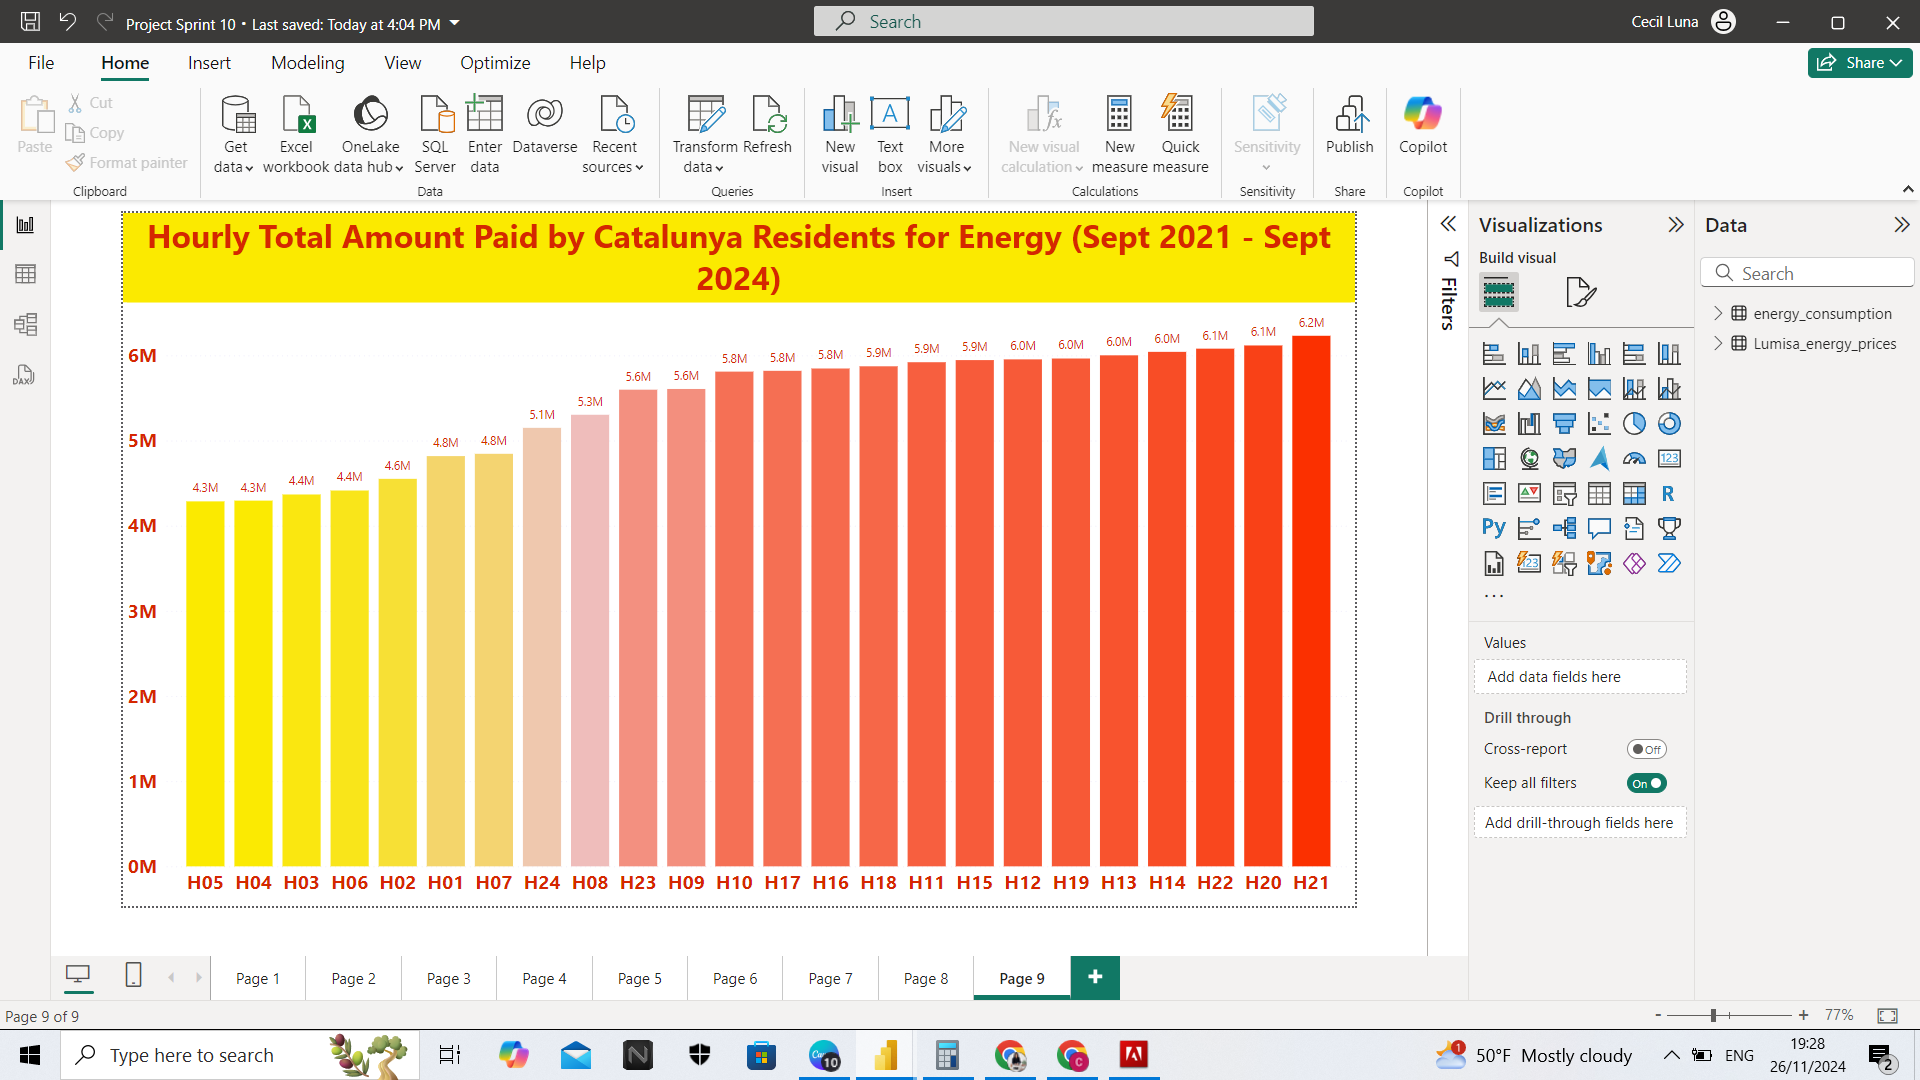 Project Sprint 10 • Last saved: Today at 4:04 PM
Search
Cecil Luna
File Home Insert Modeling View Optimize Help
Share
Paste
Cut
Copy
Format painter
Clipboard
Get data
Excel workbook
OneLake data hub
SQL Server
Enter data
Dataverse
Recent sources
Data
Transform data
Refresh
Queries
New visual
Text box
More visuals
Insert
New visual calculation
New measure
Quick measure
Calculations
Sensitivity
Sensitivity
Publish
Share
Copilot
Copilot
Hourly Total Amount Paid by Catalunya Residents for Energy (Sept 2021 - Sept
2024)
6M
5M
4M
3M
2M
1M
0M
4.3M 4.3M 4.4M 4.4M 4.6M 4.8M 4.8M 5.1M 5.3M 5.6M 5.6M 5.8M 5.8M 5.8M 5.9M 5.9M 5.9M 6.0M 6.0M 6.0M 6.0M 6.1M 6.1M 6.2M
H05 H04 H03 H06 H02 H01 H07 H24 H08 H23 H09 H10 H17 H16 H18 H11 H15 H12 H19 H13 H14 H22 H20 H21
Filters
Visualizations
Build visual
123
R
Py
123
...
Values
Add data fields here
Drill through
Cross-report
Off
Keep all filters
On
Add drill-through fields here
Data
Search
energy_consumption
Lumisa_energy_prices
DAX
Page 1 Page 2 Page 3 Page 4 Page 5 Page 6 Page 7 Page 8 Page 9 +
Page 9 of 9
- + 77%
Type here to search
10
1
50°F Mostly cloudy
ENG
19:28
26/11/2024
2